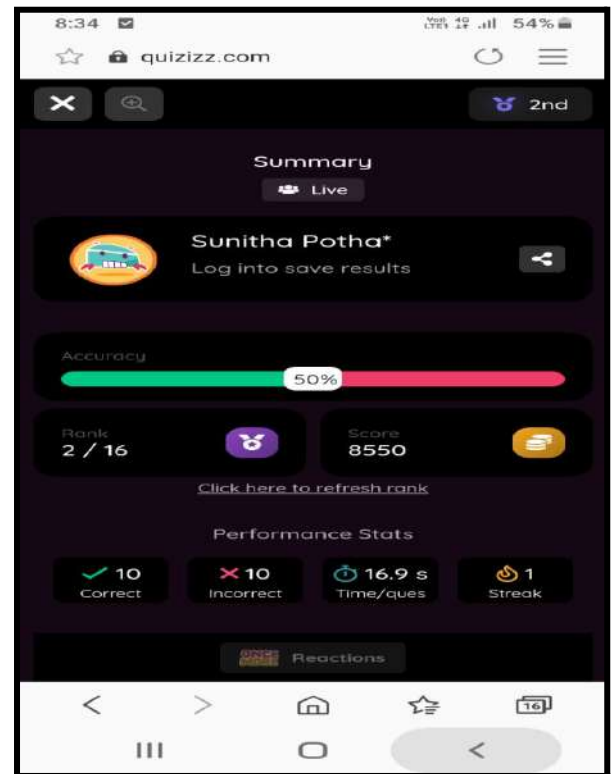 8:34 54%
quizizz.com
2nd
Summary
Live
Sunitha Potha*
Log into save results
Accuracy
50%
Rank
2 / 16
Score
8550
Click here to refresh rank
Performance Stats
10 10 16.9 s 1
Correct Incorrect Time/ques Streak
Reactions
16